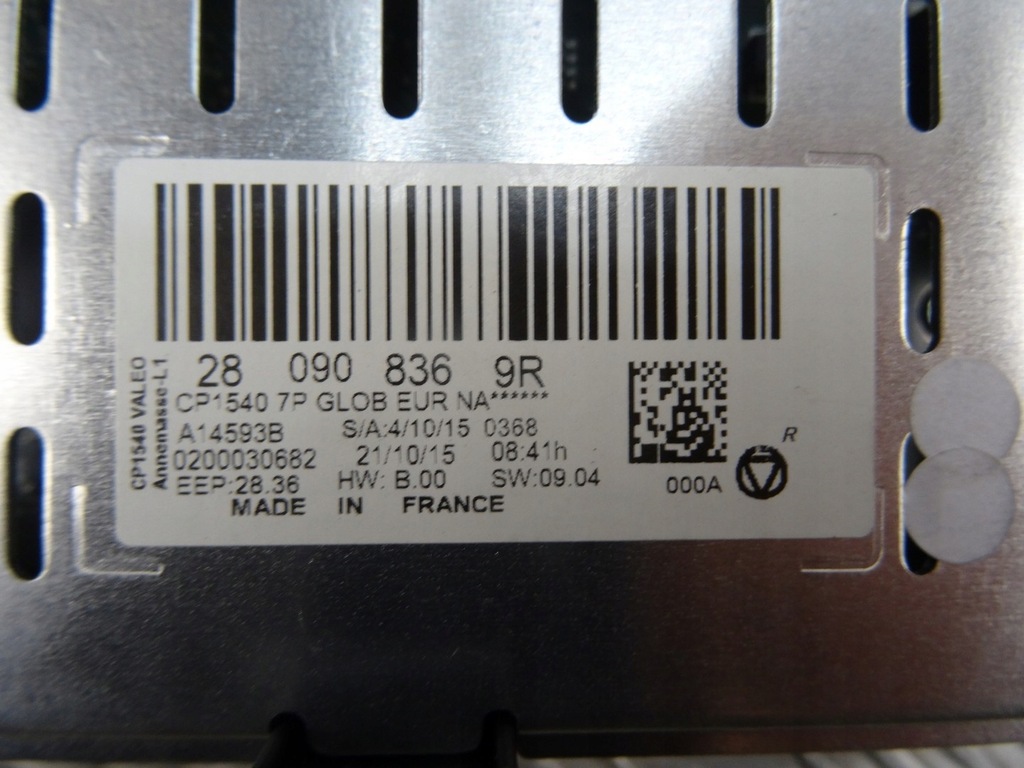 CP1540 VALEO
Annemasse-L1
28 090 836 9R
CP1540 7P GLOB EUR NA******
A14593B S/A:4/10/15 0368
0200030682 21/10/15 08:41h
EEP:28.36 HW: B.00 SW:09.04
MADE IN FRANCE
000A
R